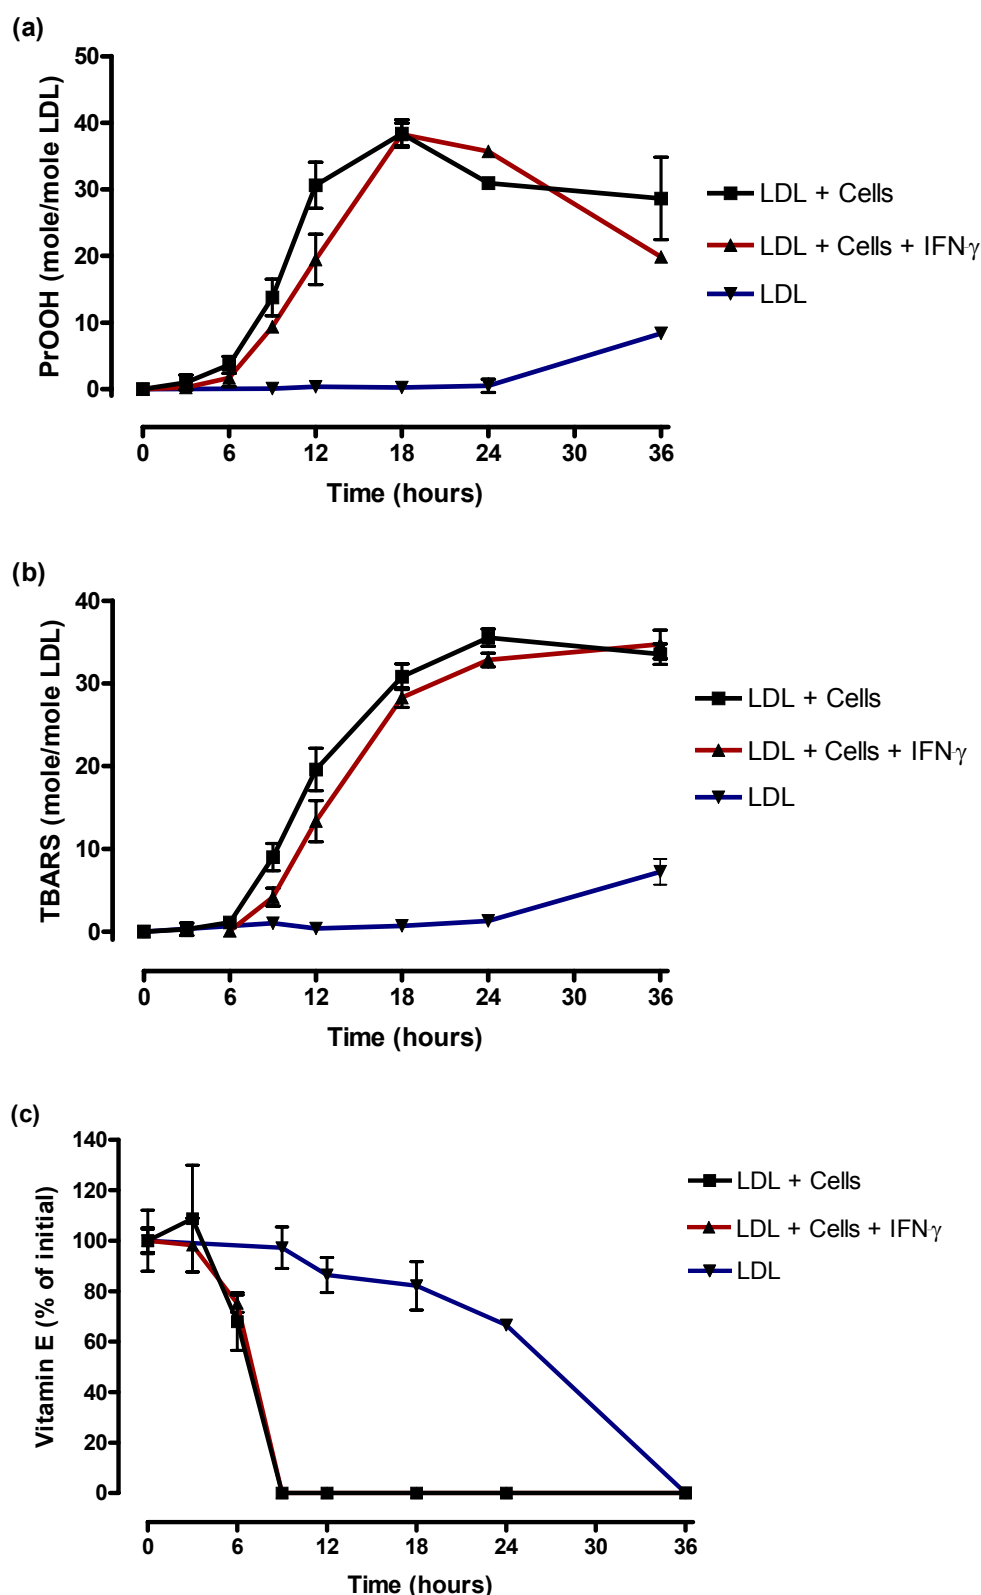 (a)
PrOOH (mole/mole LDL)
50
40
30
20
10
0
0 6 12 18 24 30 36
Time (hours)
LDL + Cells
LDL + Cells + IFN-γ
LDL
(b)
TBARS (mole/mole LDL)
40
30
20
10
0
0 6 12 18 24 30 36
Time (hours)
LDL + Cells
LDL + Cells + IFN-γ
LDL
(c)
Vitamin E (% of initial)
140
120
100
80
60
40
20
0
0 6 12 18 24 30 36
Time (hours)
LDL + Cells
LDL + Cells + IFN-γ
LDL